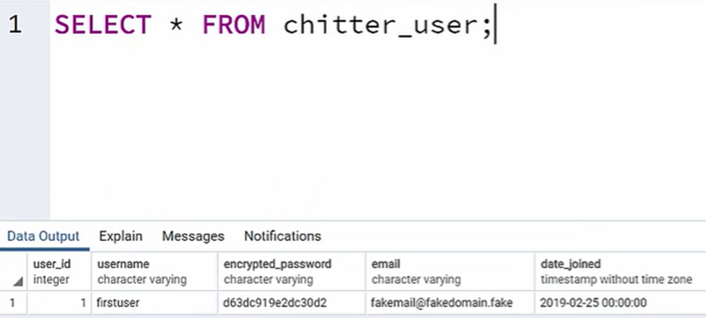 1 SELECT * FROM chitter_user;
Data Output Explain Messages Notifications
user_id username encrypted_password email date_joined
integer character varying character varying character varying timestamp without time zone
1 1 firstuser d63dc919e2dc30d2 fakemail@fakedomain.fake 2019-02-25 00:00:00